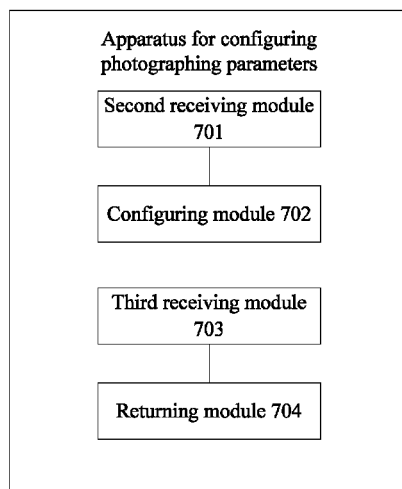 Apparatus for configuring
photographing parameters
Second receiving module
701
Configuring module 702
Third receiving module
703
Returning module 704